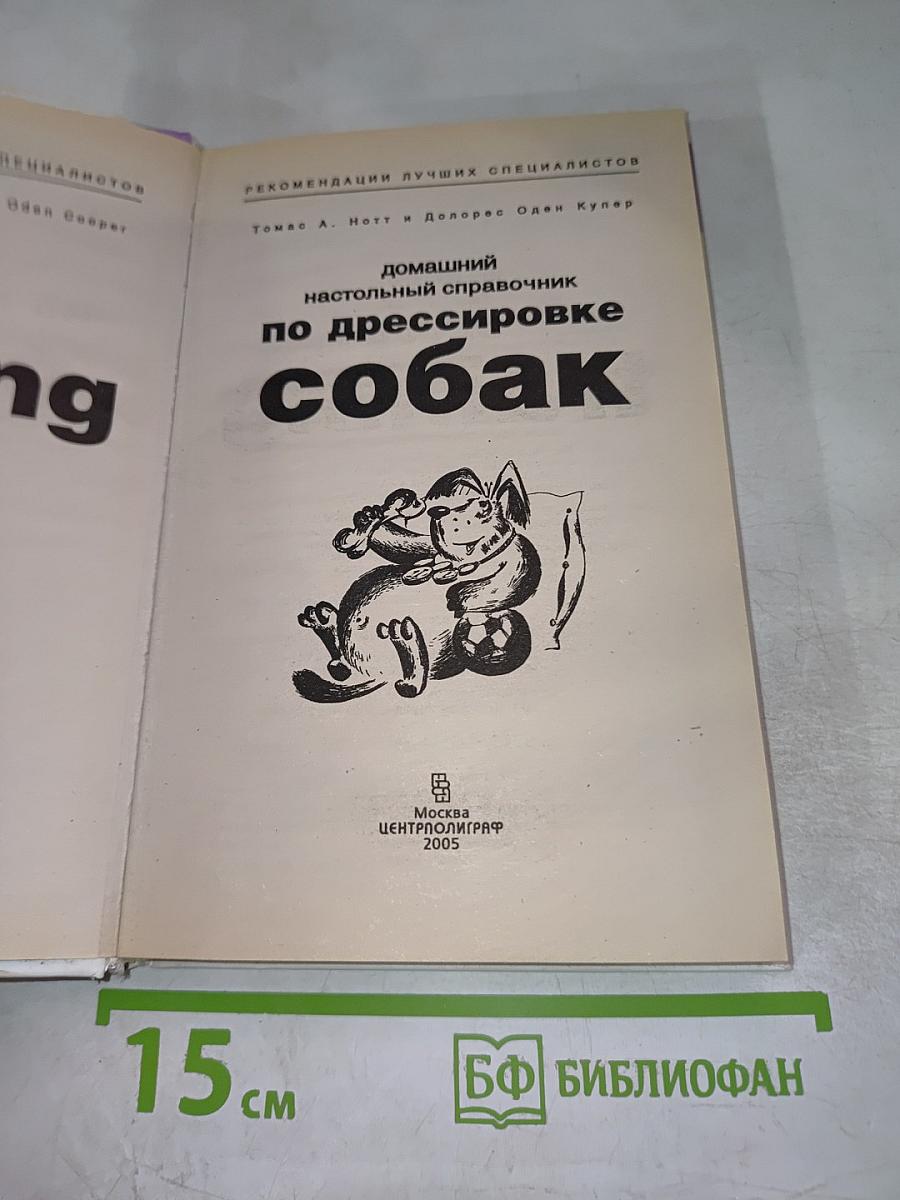 ПЕЦИАЛИСТОВ
ng
РЕКОМЕНДАЦИИ ЛУЧШИХ СПЕЦИАЛИСТОВ
Томас А. Нотт и Долорес Оден Купер
домашний
настольный справочник
по дрессировке
собак
Москва
ЦЕНТРПОЛИГРАФ
2005
15 см
БФ БИБЛИОФАН